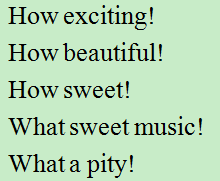 How exciting!
How beautiful!
How sweet!
What sweet music!
What a pity!